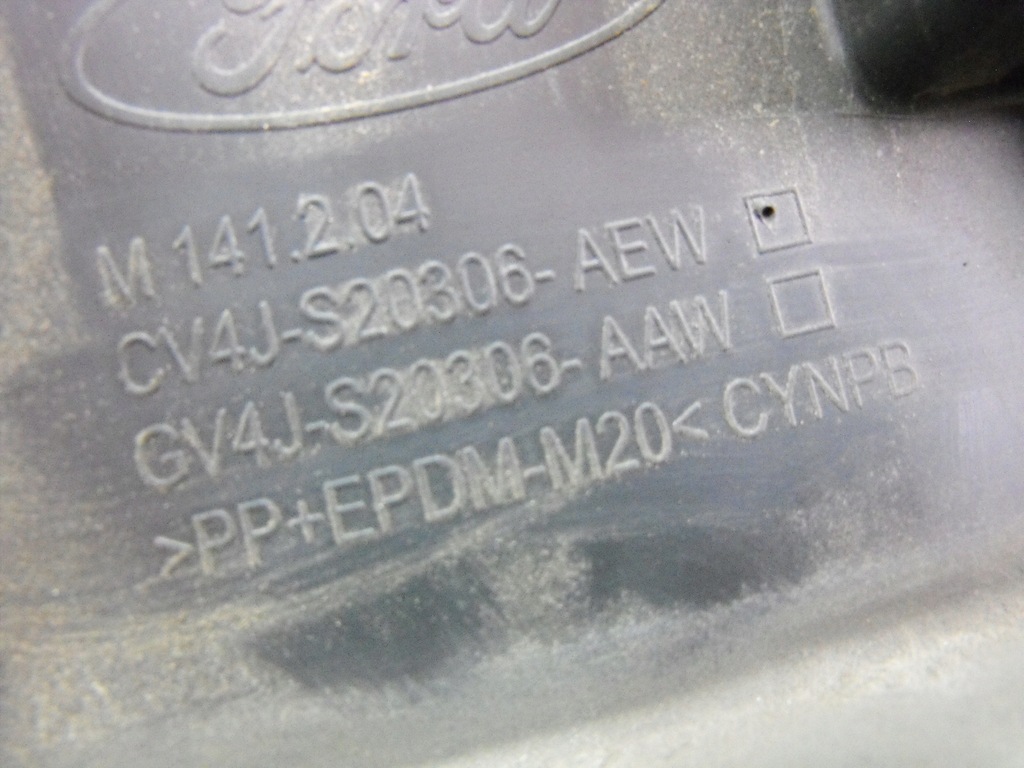 Ford
M 141.2.04
CV4J-S20306-AEW
GV4J-S20306-AAW
>PP+EPDM-M20< CYNPB